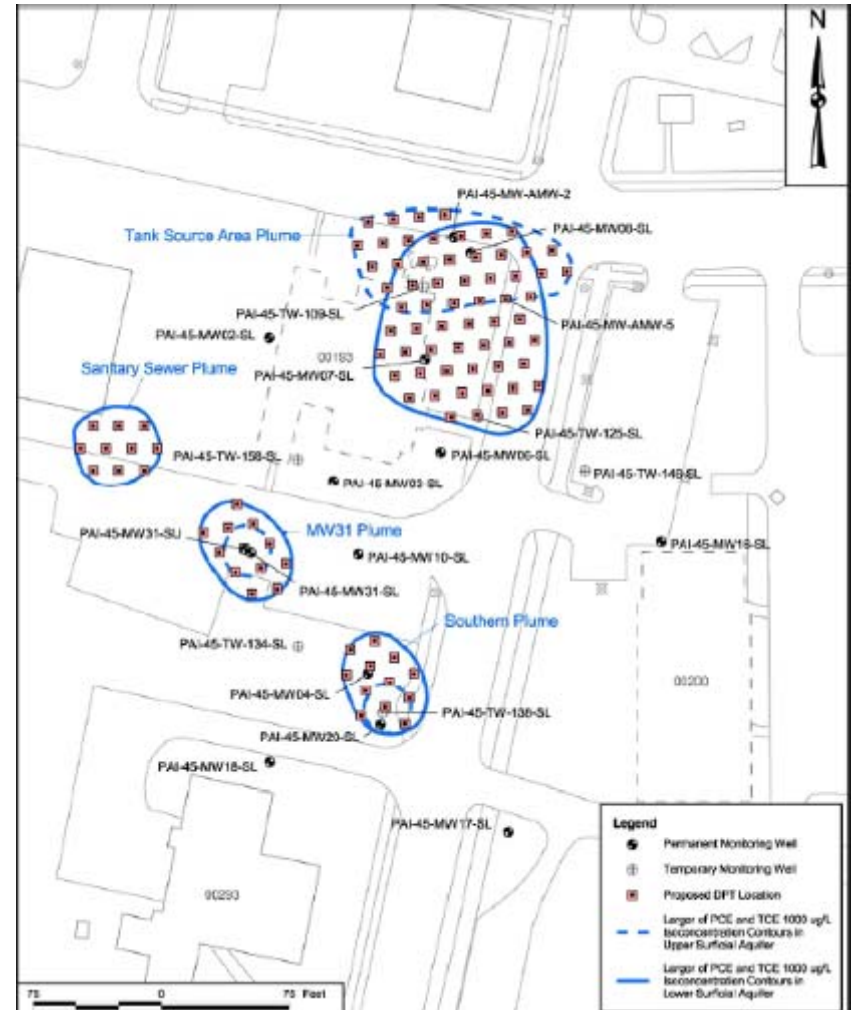 N
PAI-45-MW-AMW-2
Tank Source Area Plume
PAI-45-MW08-SL
PAI-45-TW-109-SL
PAI-45-MW-AMW-5
PAI-45-MW02-SL
00193
Sanitary Sewer Plume
PAI-45-MW07-SL
PAI-45-TW-125-SL
PAI-45-TW-158-SL
PAI-45-MW06-SL
PAI-45-TW-148-SL
MW31 Plume
PAI-45-MW31-SU
PAI-45-MW10-SL
PAI-45-MW16-SL
PAI-45-MW31-SL
Southern Plume
PAI-45-TW-134-SL
00200
PAI-45-MW04-SL
PAI-45-TW-138-SL
PAI-45-MW20-SL
PAI-45-MW18-SL
PAI-45-MW17-SL
00293
Legend
Permanent Monitoring Well
Temporary Monitoring Well
Proposed DPT Location
Larger of PCE and TCE 1000 ug/L
Isoconcentration Contours in
Upper Surficial Aquifer
Larger of PCE and TCE 1000 ug/L
Isoconcentration Contours in
Lower Surficial Aquifer
75 0 75 Feet